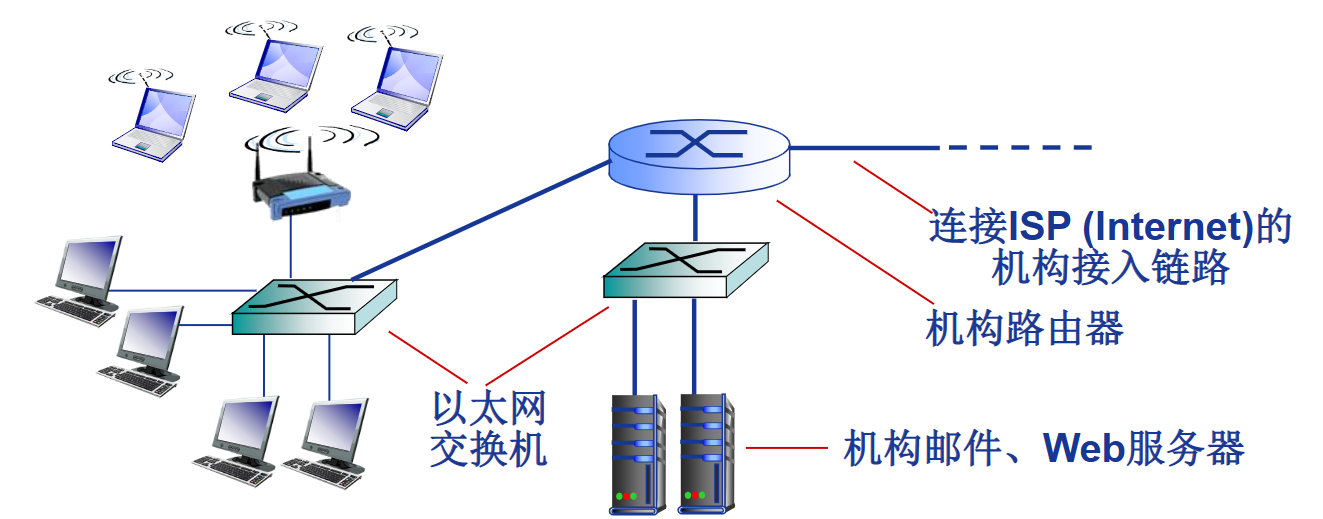 连接ISP (Internet)的
机构接入链路
机构路由器
以太网
交换机
机构邮件、Web服务器